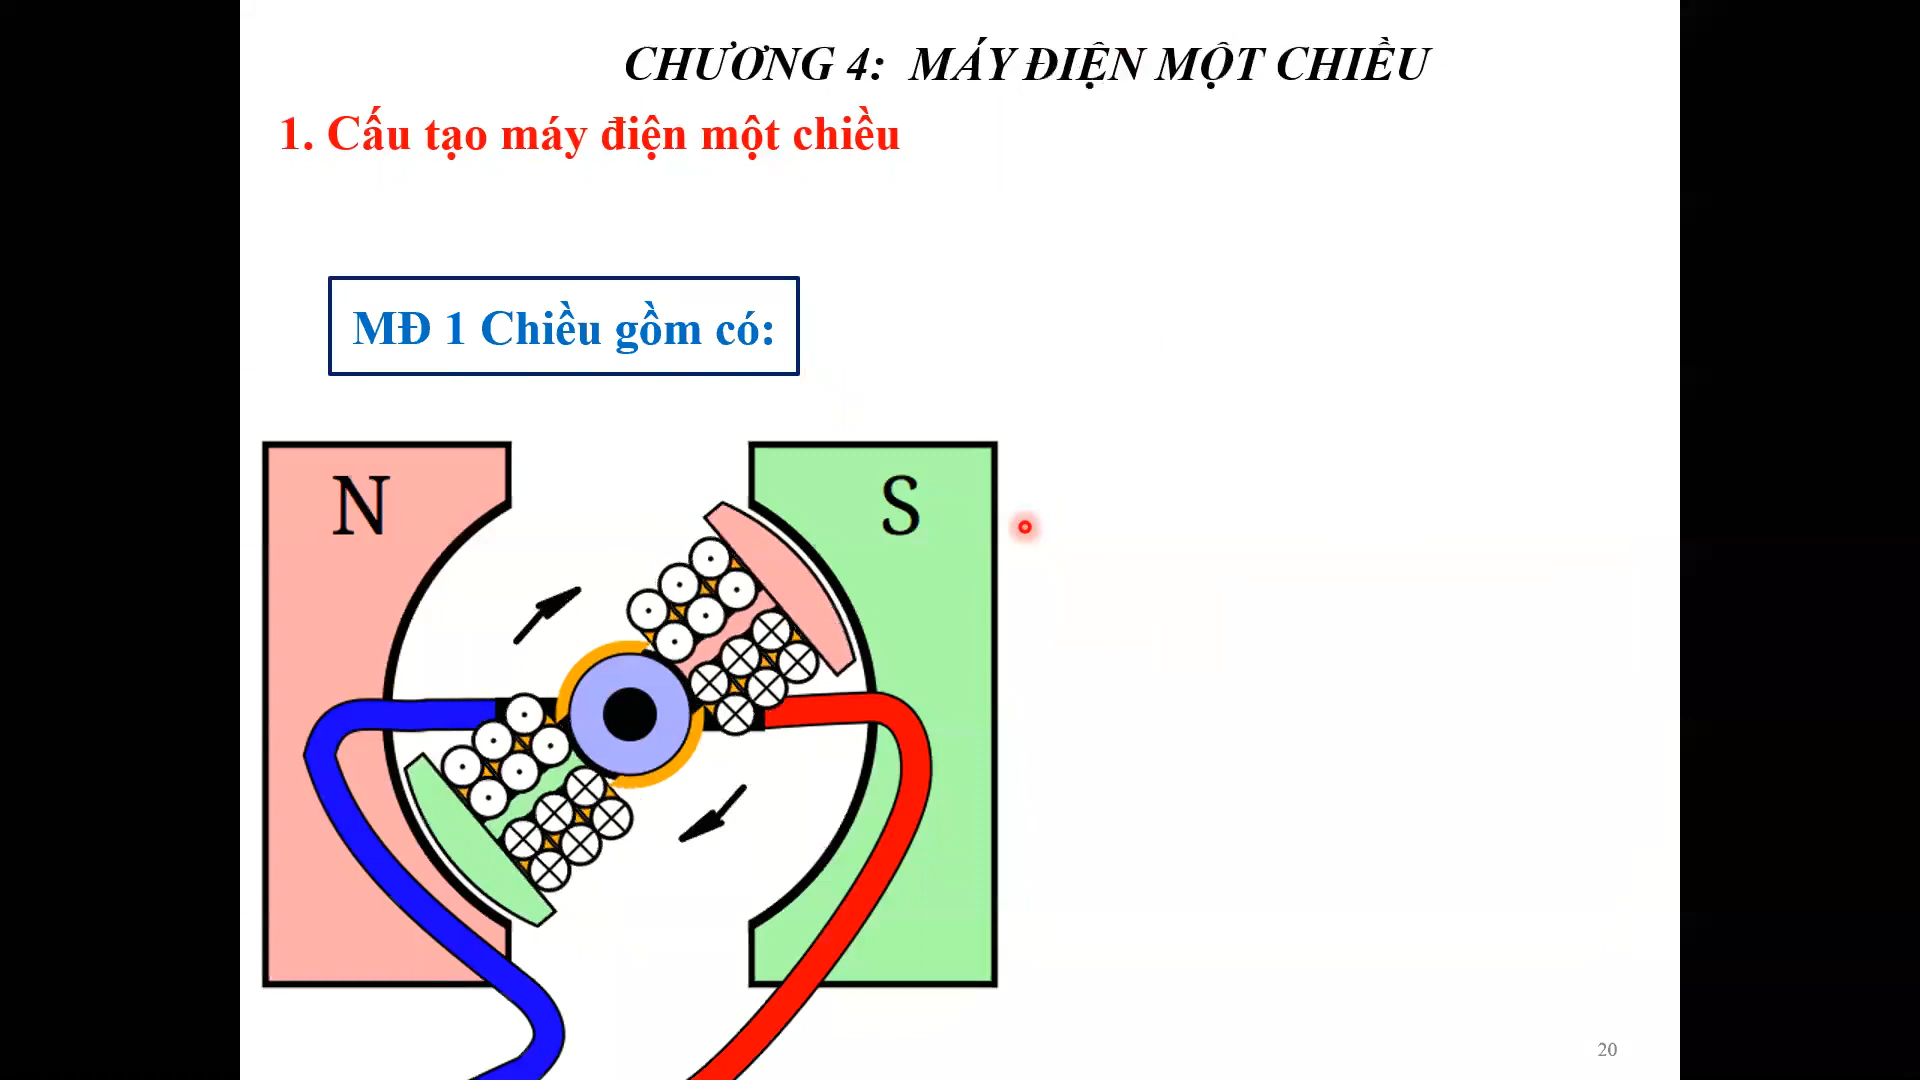 CHƯƠNG 4: MÁY ĐIỆN MỘT CHIỀU
1. Cấu tạo máy điện một chiều
MĐ 1 Chiều gồm có:
N
S
20